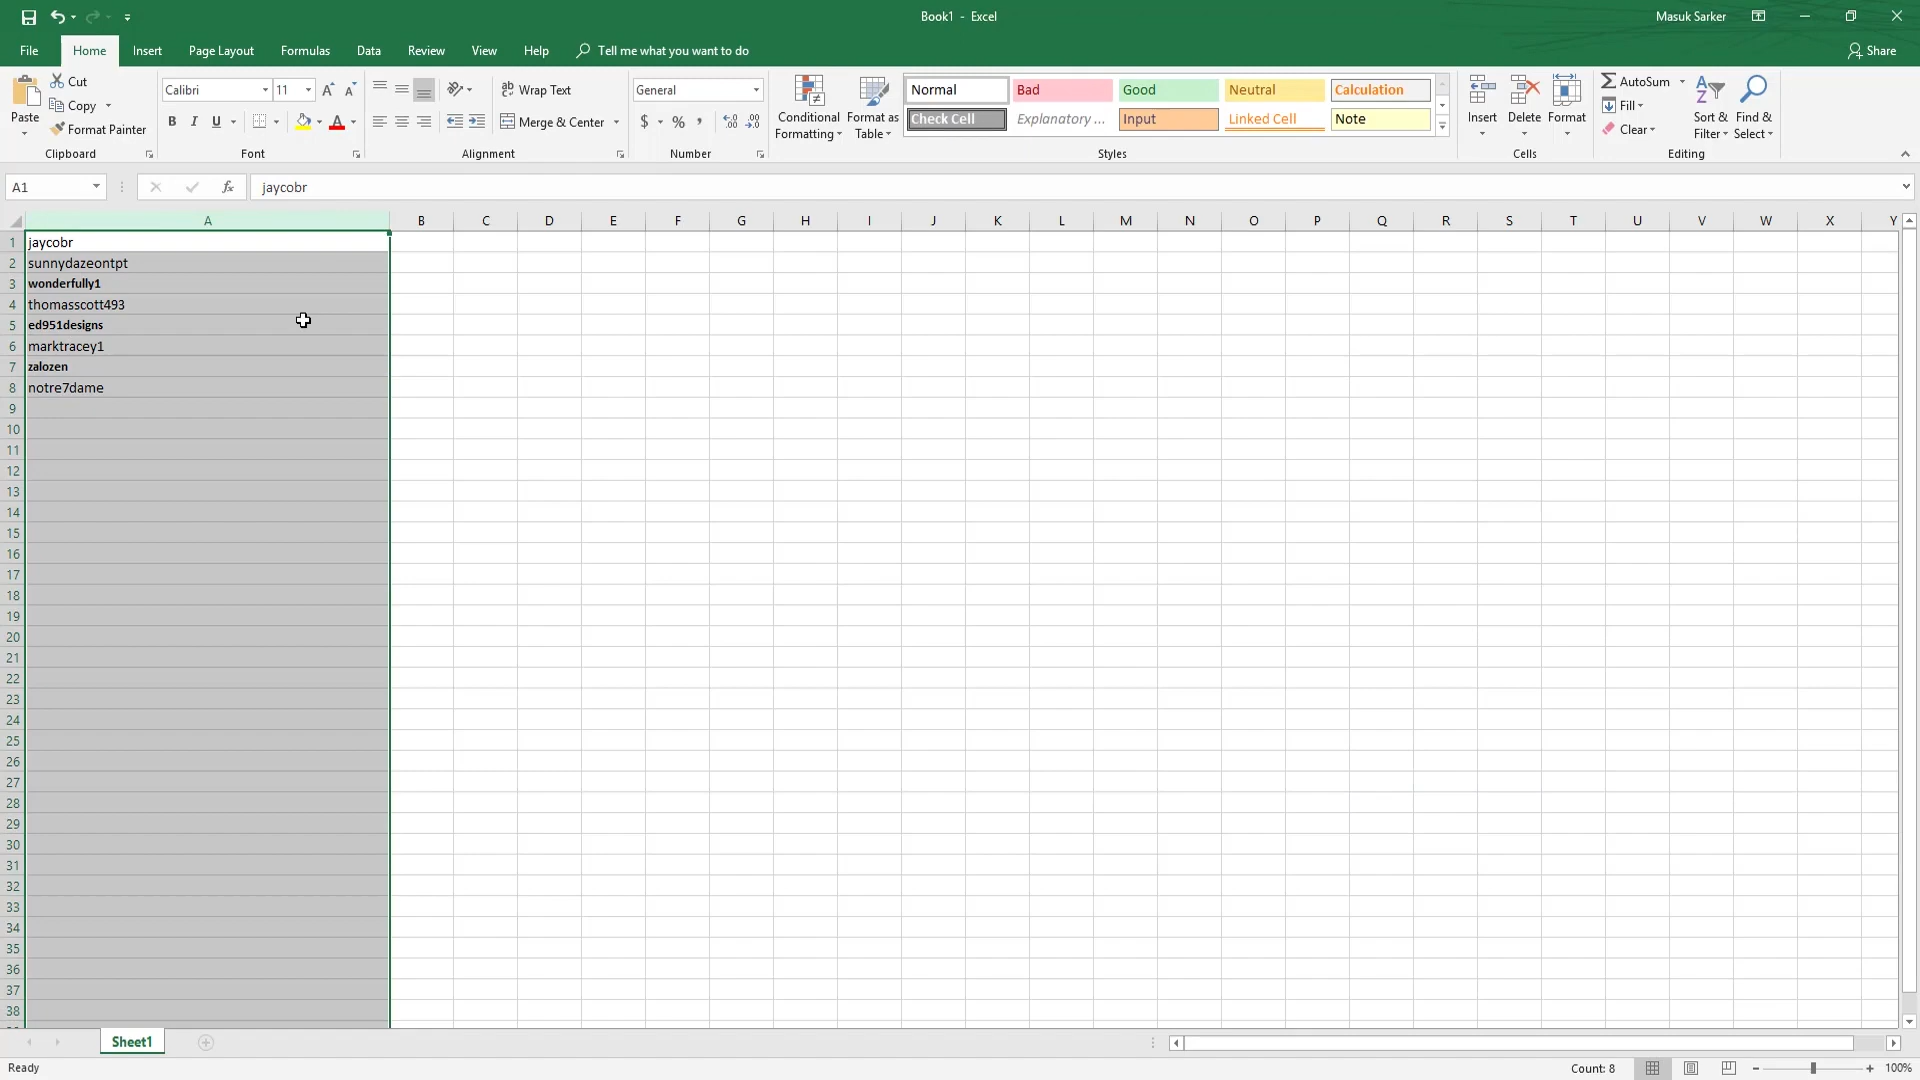 Book1 - Excel
Masuk Sarker
File Home Insert Page Layout Formulas Data Review View Help Tell me what you want to do Share
Paste
Cut
Copy
Format Painter
Clipboard
Calibri 11
B I U
Font
Wrap Text
Merge & Center
Alignment
General
$ % ,
Number
Conditional Formatting
Format as Table
Normal Bad Good Neutral Calculation
Check Cell Explanatory ... Input Linked Cell Note
Styles
Insert Delete Format
Cells
AutoSum
Fill
Clear
Sort & Filter
Find & Select
Editing
A1 fx jaycobr
A B C D E F G H I J K L M N O P Q R S T U V W X Y
1 jaycobr
2 sunnydazeontpt
3 wonderfully1
4 thomasscott493
5 ed951designs
6 marktracey1
7 zalozen
8 notre7dame
9
10
11
12
13
14
15
16
17
18
19
20
21
22
23
24
25
26
27
28
29
30
31
32
33
34
35
36
37
38
Sheet1
Ready Count: 8 100%